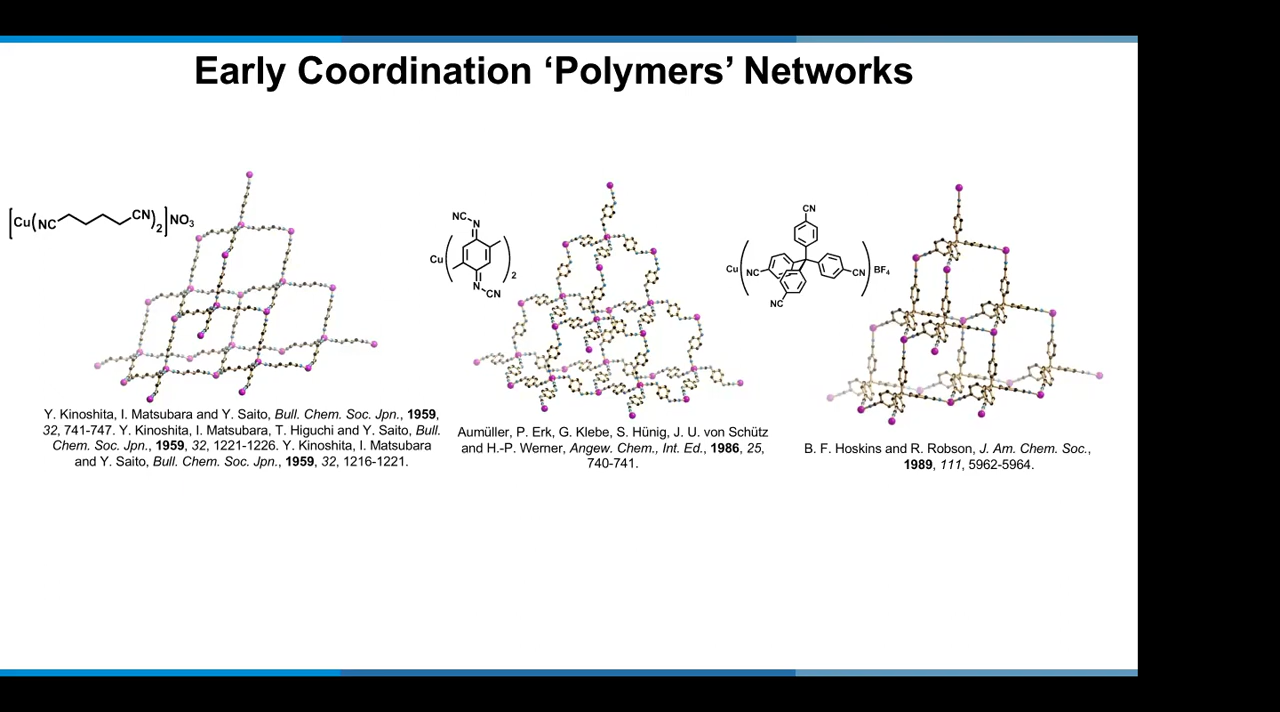 Early Coordination ‘Polymers’ Networks
[Cu(NC CN)2]NO3
Cu( NC N N CN )2
Cu( CN NC CN NC ) BF4
Y. Kinoshita, I. Matsubara and Y. Saito, Bull. Chem. Soc. Jpn., 1959,
32, 741-747. Y. Kinoshita, I. Matsubara, T. Higuchi and Y. Saito, Bull.
Chem. Soc. Jpn., 1959, 32, 1221-1226. Y. Kinoshita, I. Matsubara
and Y. Saito, Bull. Chem. Soc. Jpn., 1959, 32, 1216-1221.
Aumüller, P. Erk, G. Klebe, S. Hünig, J. U. von Schütz
and H.-P. Werner, Angew. Chem., Int. Ed., 1986, 25,
740-741.
B. F. Hoskins and R. Robson, J. Am. Chem. Soc.,
1989, 111, 5962-5964.